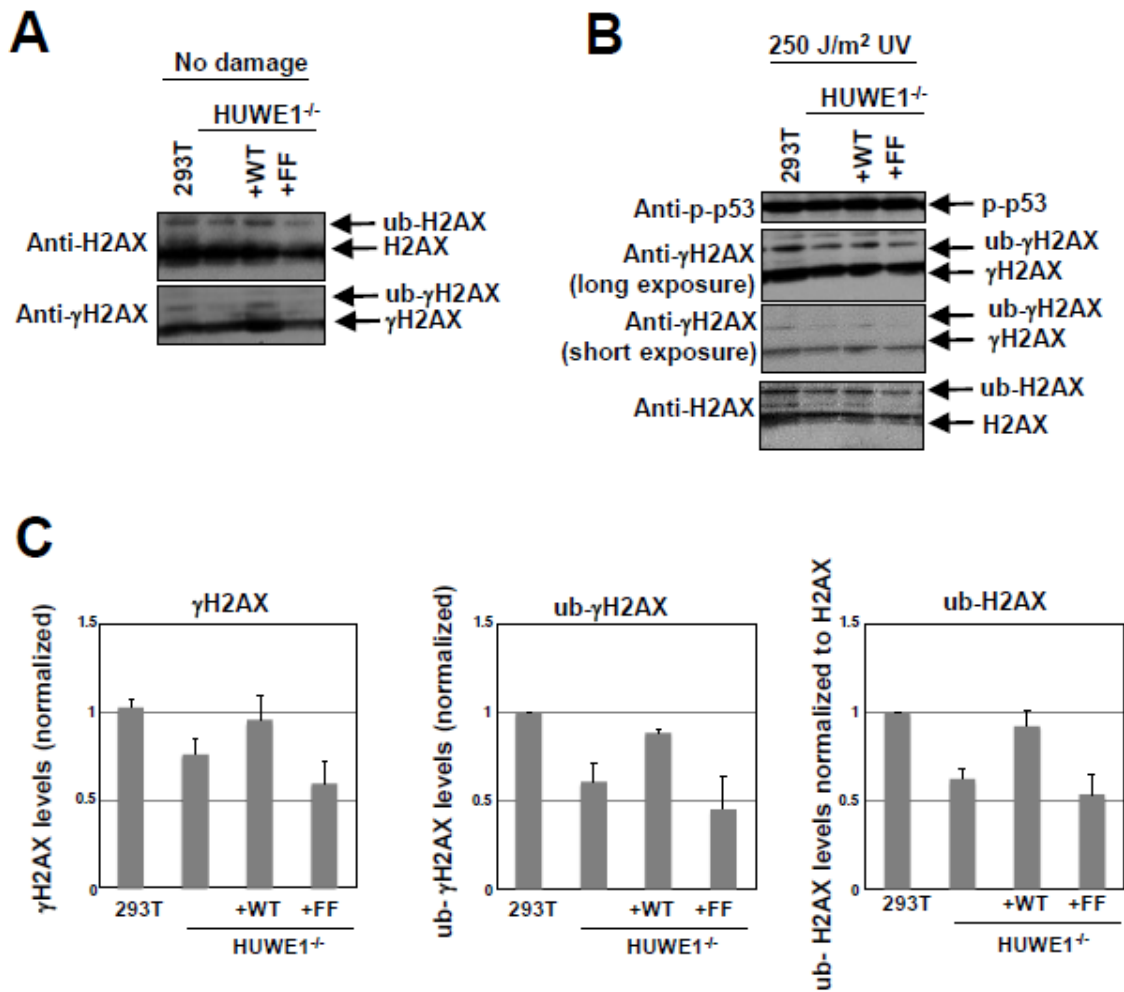 A
No damage
HUWE1-/-
293T
+WT
+FF
Anti-H2AX
ub-H2AX
H2AX
Anti-γH2AX
ub-γH2AX
γH2AX
B
250 J/m² UV
HUWE1-/-
293T
+WT
+FF
Anti-p-p53
p-p53
Anti-γH2AX
(long exposure)
ub-γH2AX
γH2AX
Anti-γH2AX
(short exposure)
ub-γH2AX
γH2AX
Anti-H2AX
ub-H2AX
H2AX
C
γH2AX
γH2AX levels (normalized)
1.5
1
0.5
0
293T
+WT
+FF
HUWE1-/-
ub-γH2AX
ub- γH2AX levels (normalized)
1.5
1
0.5
0
293T
+WT
+FF
HUWE1-/-
ub-H2AX
ub- H2AX levels normalized to H2AX
1.5
1
0.5
0
293T
+WT
+FF
HUWE1-/-